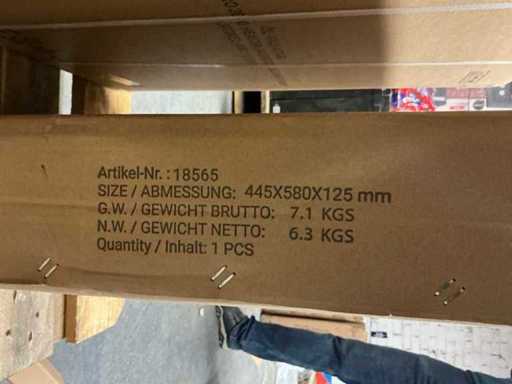 Artikel-Nr. : 18565
SIZE / ABMESSUNG: 445X580X125 mm
G.W. / GEWICHT BRUTTO: 7.1 KGS
N.W. / GEWICHT NETTO: 6.3 KGS
Quantity / Inhalt: 1 PCS